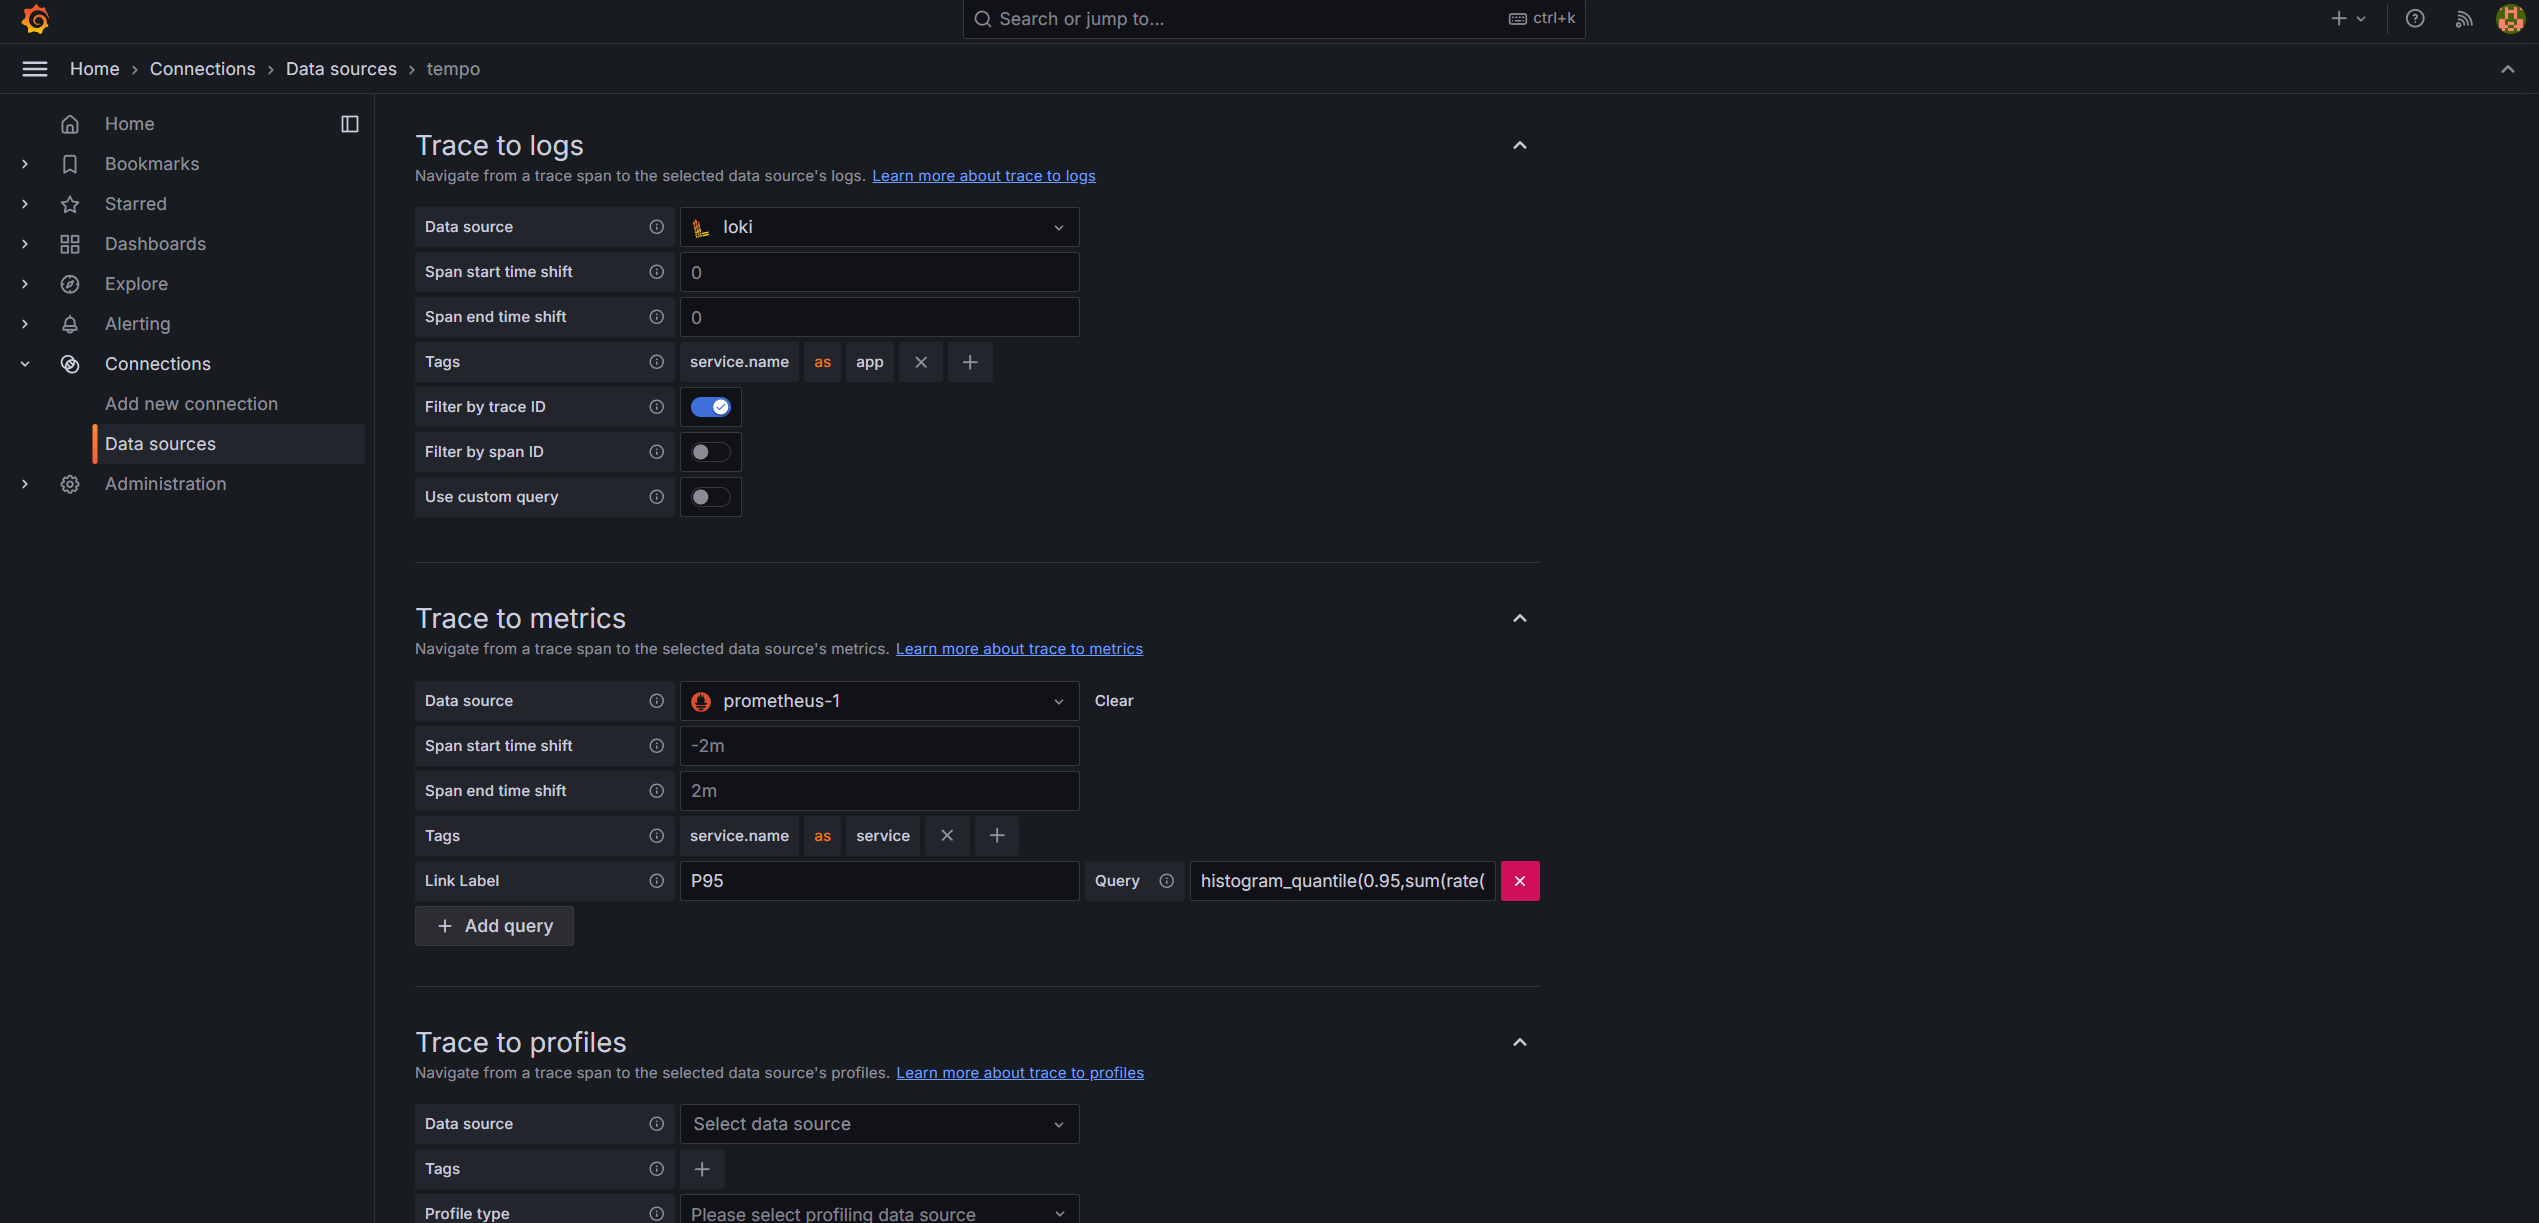 Search or jump to...
ctrl+k
Home › Connections › Data sources › tempo
Home
Bookmarks
Starred
Dashboards
Explore
Alerting
Connections
Add new connection
Data sources
Administration
Trace to logs
Navigate from a trace span to the selected data source's logs. Learn more about trace to logs
Data source
loki
Span start time shift
0
Span end time shift
0
Tags
service.name as app
Filter by trace ID
Filter by span ID
Use custom query
Trace to metrics
Navigate from a trace span to the selected data source's metrics. Learn more about trace to metrics
Data source
prometheus-1
Clear
Span start time shift
-2m
Span end time shift
2m
Tags
service.name as service
Link Label
P95
Query
histogram_quantile(0.95,sum(rate(
Add query
Trace to profiles
Navigate from a trace span to the selected data source's profiles. Learn more about trace to profiles
Data source
Select data source
Tags
Profile type
Please select profiling data source